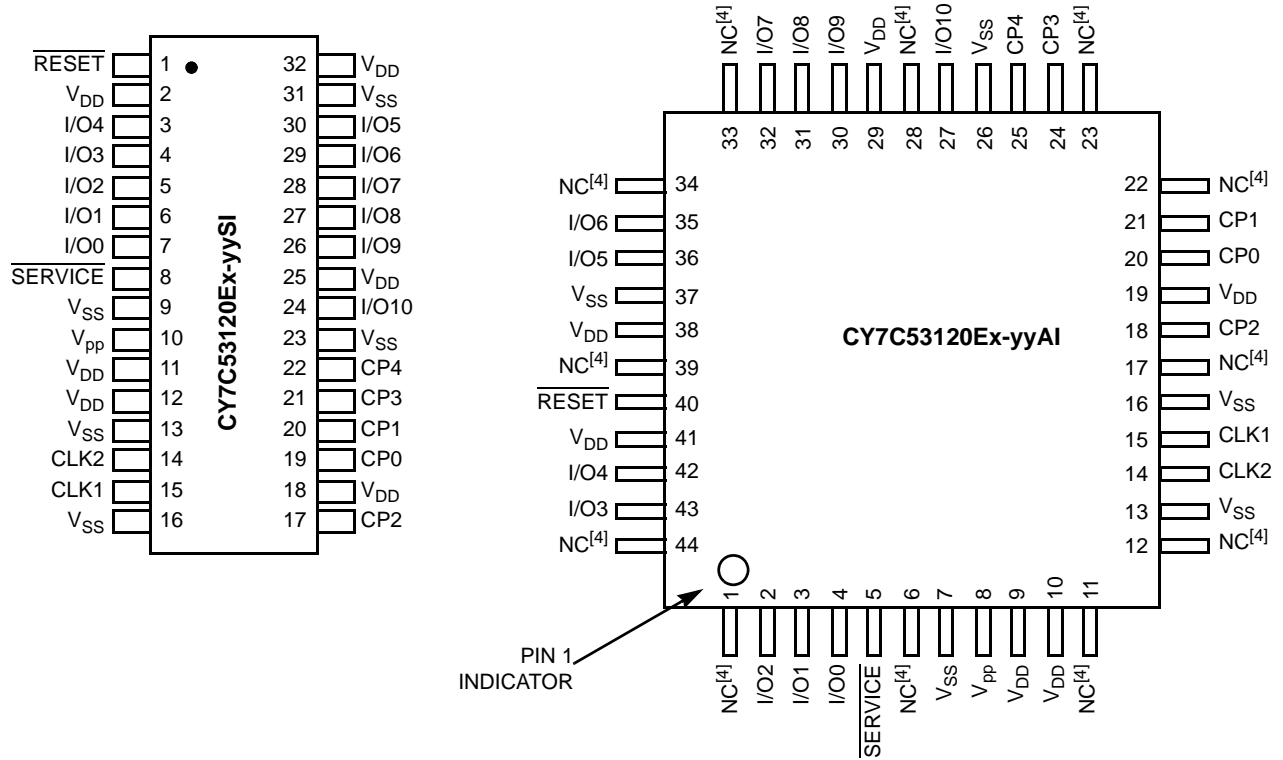 RESET 1 32 VDD
VDD 2 31 VSS
I/O4 3 30 I/O5
I/O3 4 29 I/O6
I/O2 5 28 I/O7
I/O1 6 27 I/O8
I/O0 7 26 I/O9
SERVICE 8 25 VDD
VSS 9 24 I/O10
Vpp 10 23 VSS
VDD 11 22 CP4
VDD 12 21 CP3
VSS 13 20 CP1
CLK2 14 19 CP0
CLK1 15 18 VDD
VSS 16 17 CP2
CY7C53120Ex-yySI
NC[4] I/O7 I/O8 I/O9 VDD NC[4] I/O10 VSS CP4 CP3 NC[4]
33 32 31 30 29 28 27 26 25 24 23
NC[4] 34 22 NC[4]
I/O6 35 21 CP1
I/O5 36 20 CP0
VSS 37 19 VDD
VDD 38 18 CP2
CY7C53120Ex-yyAI
NC[4] 39 17 NC[4]
RESET 40 16 VSS
VDD 41 15 CLK1
I/O4 42 14 CLK2
I/O3 43 13 VSS
NC[4] 44 12 NC[4]
1 2 3 4 5 6 7 8 9 10 11
NC[4] I/O2 I/O1 I/O0 SERVICE NC[4] VSS Vpp VDD VDD NC[4]
PIN 1
INDICATOR